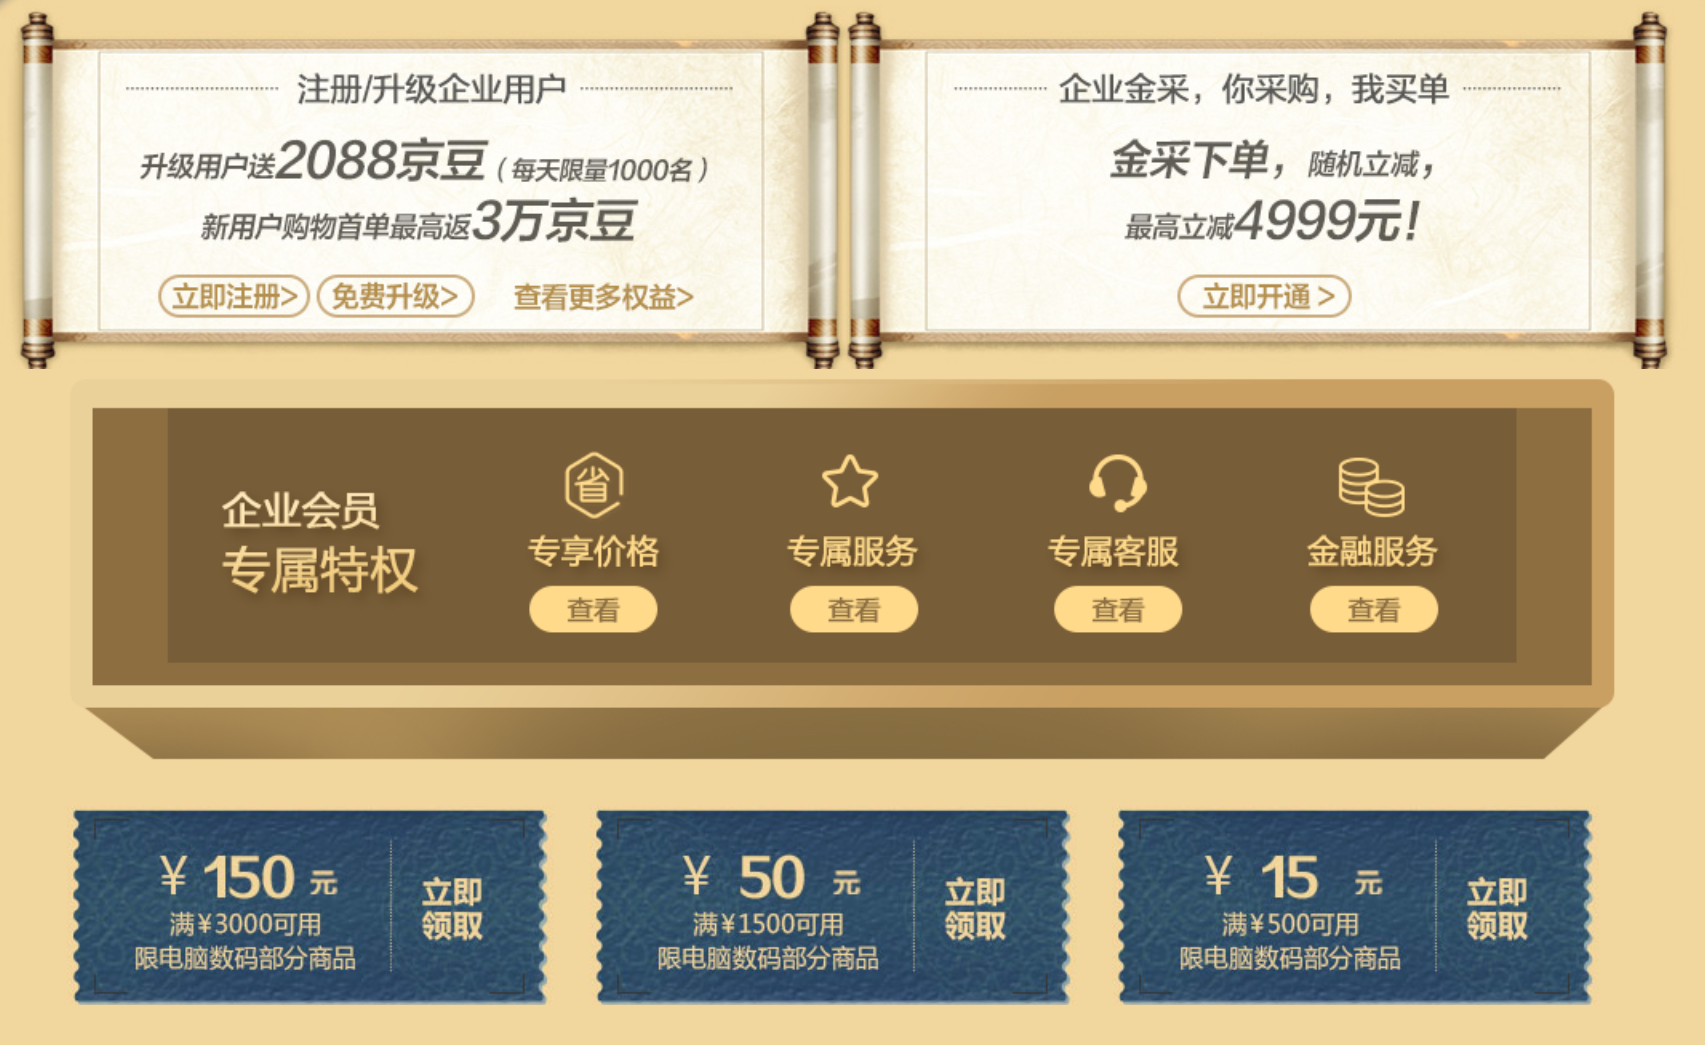 注册/升级企业用户
升级用户送2088京豆（每天限量1000名）
新用户购物首单最高返3万京豆
立即注册> 免费升级> 查看更多权益>
企业金采，你采购，我买单
金采下单，随机立减，
最高立减4999元！
立即开通 >
企业会员
专属特权
省
专享价格
查看
专属服务
查看
专属客服
查看
金融服务
查看
¥ 150 元
满¥3000可用
限电脑数码部分商品
立即
领取
¥ 50 元
满¥1500可用
限电脑数码部分商品
立即
领取
¥ 15 元
满¥500可用
限电脑数码部分商品
立即
领取